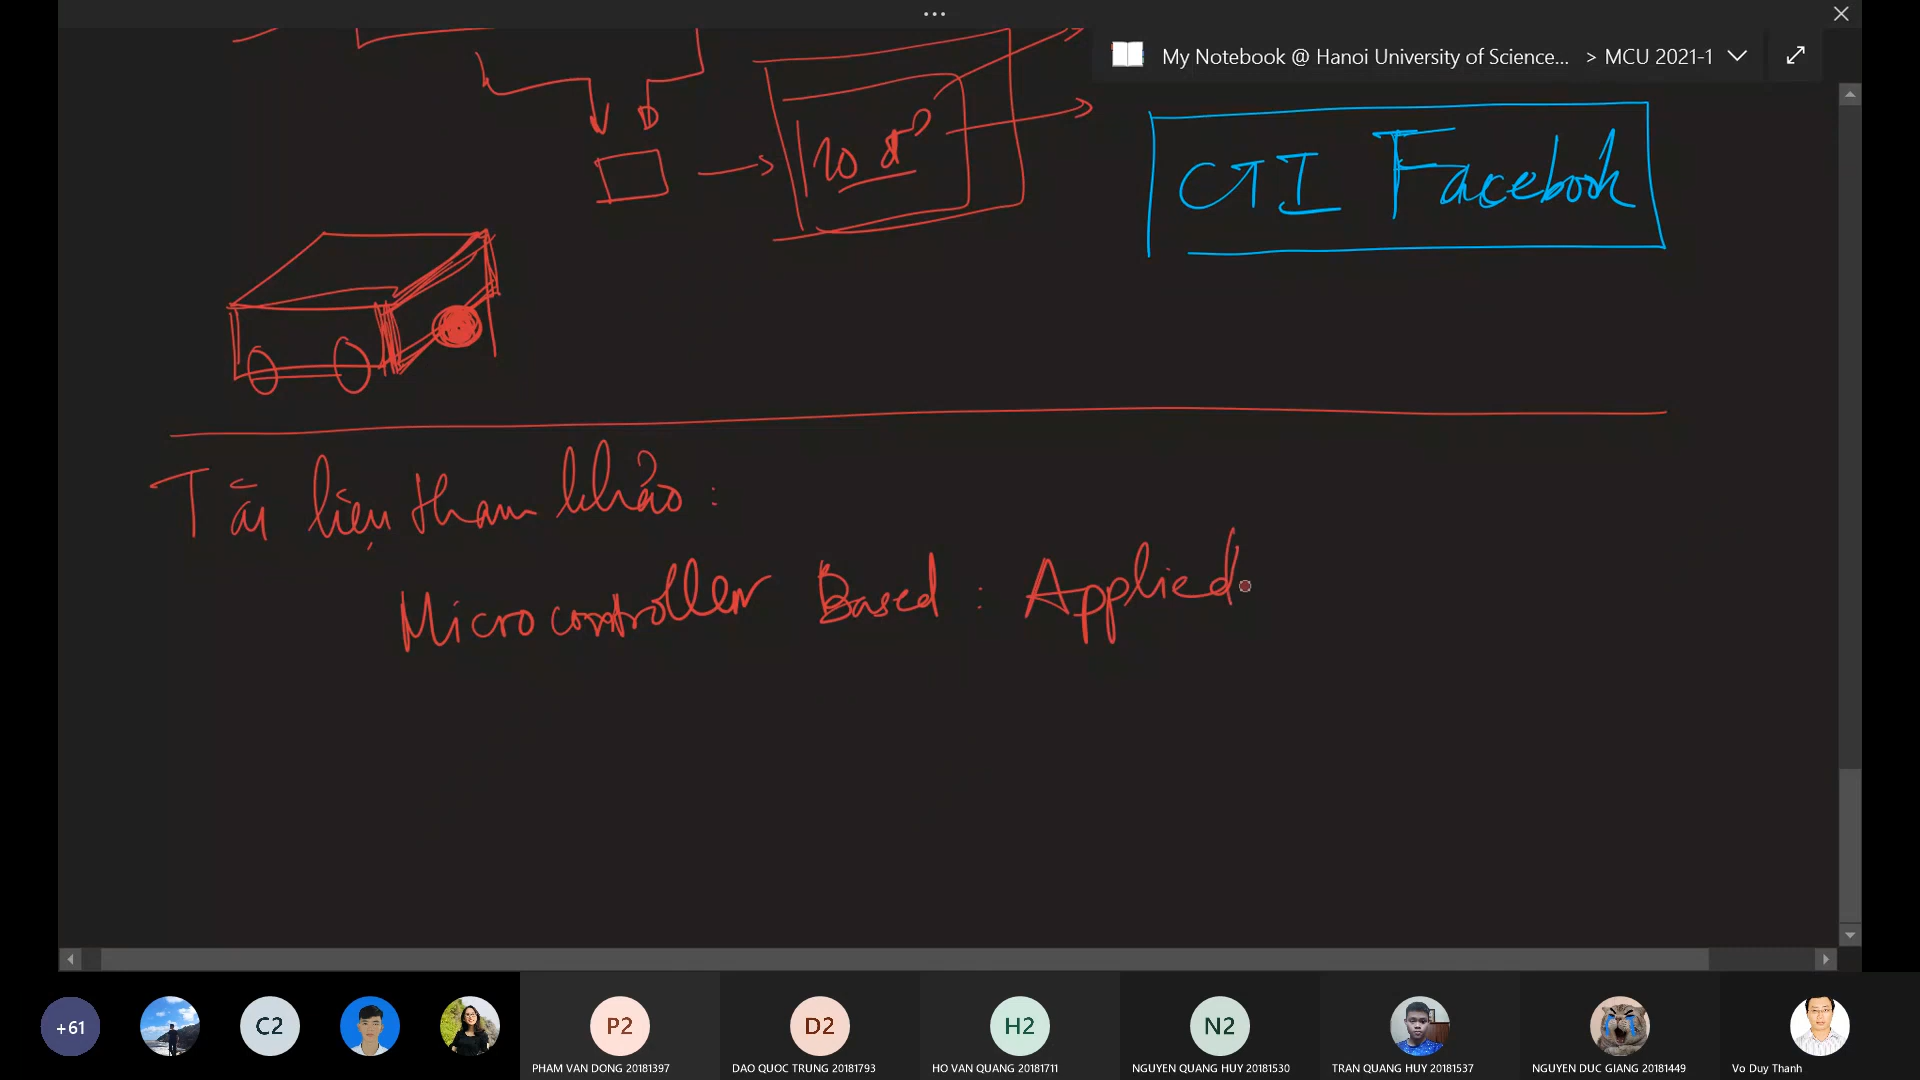 My Notebook @ Hanoi University of Science... > MCU 2021-1
20 đ
CTI Facebook
Tài liệu tham khảo :
Microcontroller Based : Applied
+61
C2
P2
D2
H2
N2
PHAM VAN DONG 20181397
DAO QUOC TRUNG 20181793
HO VAN QUANG 20181711
NGUYEN QUANG HUY 20181530
TRAN QUANG HUY 20181537
NGUYEN DUC GIANG 20181449
Vo Duy Thanh